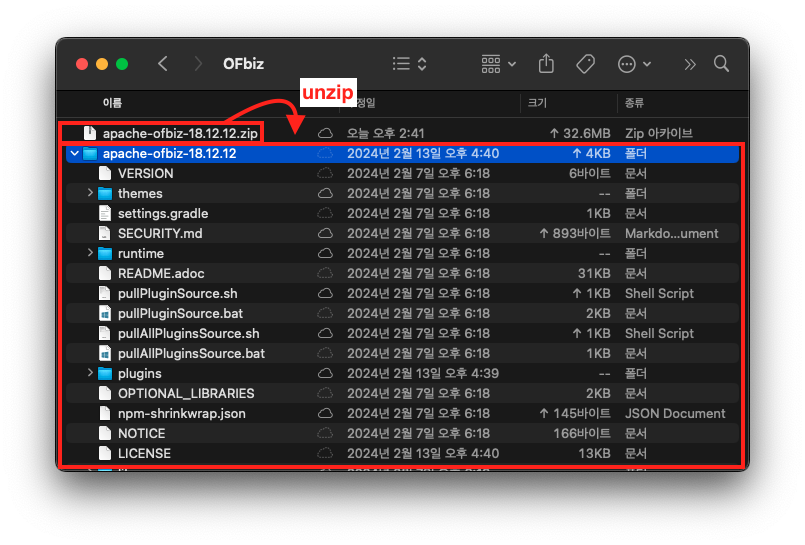 OFbiz
unzip
이름
정일
크기
종류
apache-ofbiz-18.12.12.zip
오늘 오후 2:41
↑ 32.6MB
Zip 아카이브
apache-ofbiz-18.12.12
2024년 2월 13일 오후 4:40
↑ 4KB
폴더
VERSION
2024년 2월 7일 오후 6:18
6바이트
문서
themes
2024년 2월 7일 오후 6:18
--
폴더
settings.gradle
2024년 2월 7일 오후 6:18
1KB
문서
SECURITY.md
2024년 2월 7일 오후 6:18
↑ 893바이트
Markdo...ument
runtime
2024년 2월 7일 오후 6:18
--
폴더
README.adoc
2024년 2월 7일 오후 6:18
31KB
문서
pullPluginSource.sh
2024년 2월 7일 오후 6:18
↑ 1KB
Shell Script
pullPluginSource.bat
2024년 2월 7일 오후 6:18
2KB
문서
pullAllPluginsSource.sh
2024년 2월 7일 오후 6:18
↑ 1KB
Shell Script
pullAllPluginsSource.bat
2024년 2월 7일 오후 6:18
1KB
문서
plugins
2024년 2월 13일 오후 4:39
--
폴더
OPTIONAL_LIBRARIES
2024년 2월 7일 오후 6:18
2KB
문서
npm-shrinkwrap.json
2024년 2월 7일 오후 6:18
↑ 145바이트
JSON Document
NOTICE
2024년 2월 7일 오후 6:18
166바이트
문서
LICENSE
2024년 2월 13일 오후 4:40
13KB
문서